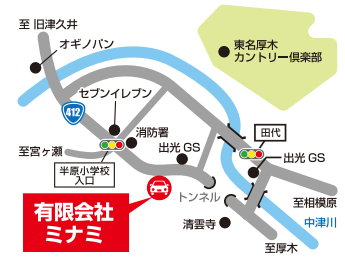 至 旧津久井
オギノパン
東名厚木
カントリー倶楽部
セブンイレブン
412
消防署
田代
至宮ヶ瀬
出光 GS
出光 GS
半原小学校
入口
トンネル
至相模原
有限会社
ミナミ
清雲寺
中津川
至厚木